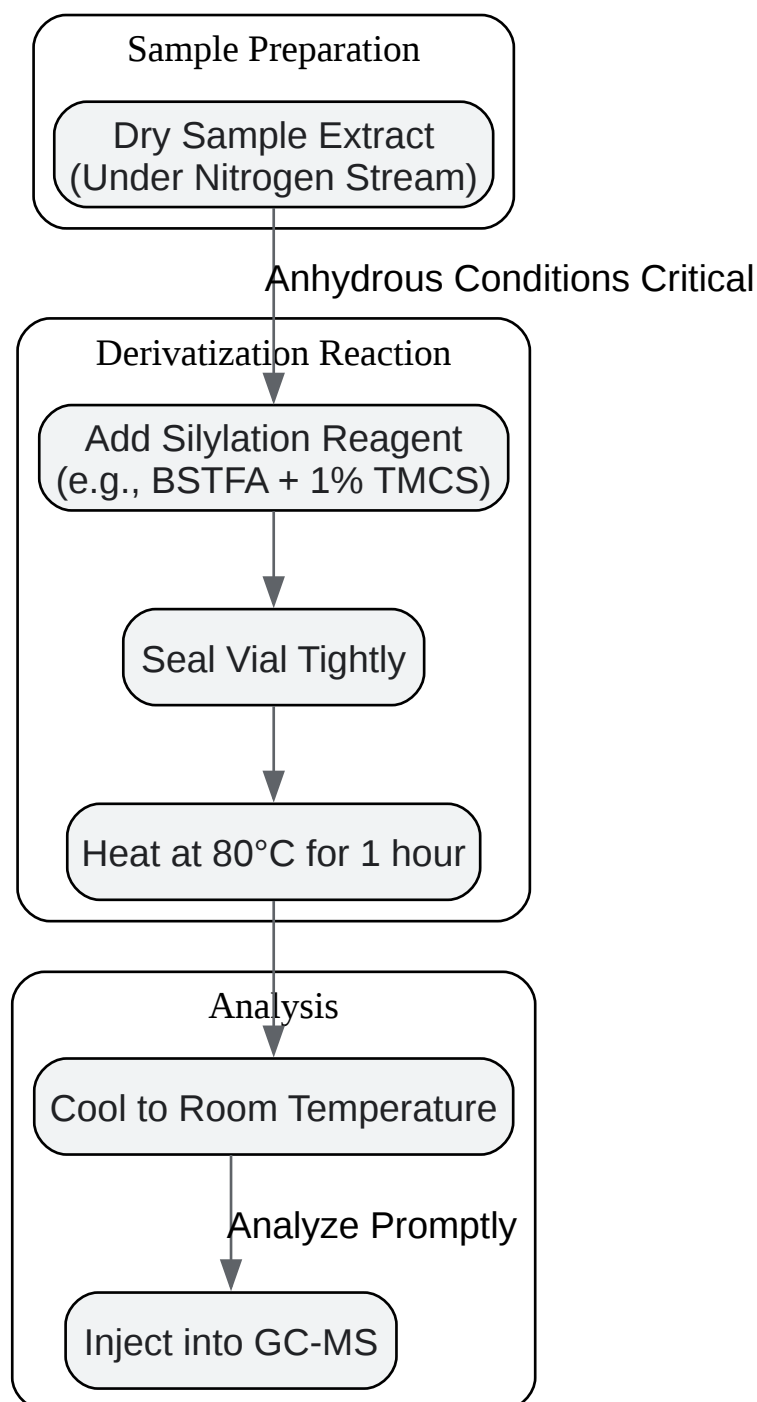 Sample Preparation
Dry Sample Extract
(Under Nitrogen Stream)
Anhydrous Conditions Critical
Derivatization Reaction
Add Silylation Reagent
(e.g., BSTFA + 1% TMCS)
Seal Vial Tightly
Heat at 80°C for 1 hour
Analysis
Cool to Room Temperature
Analyze Promptly
Inject into GC-MS